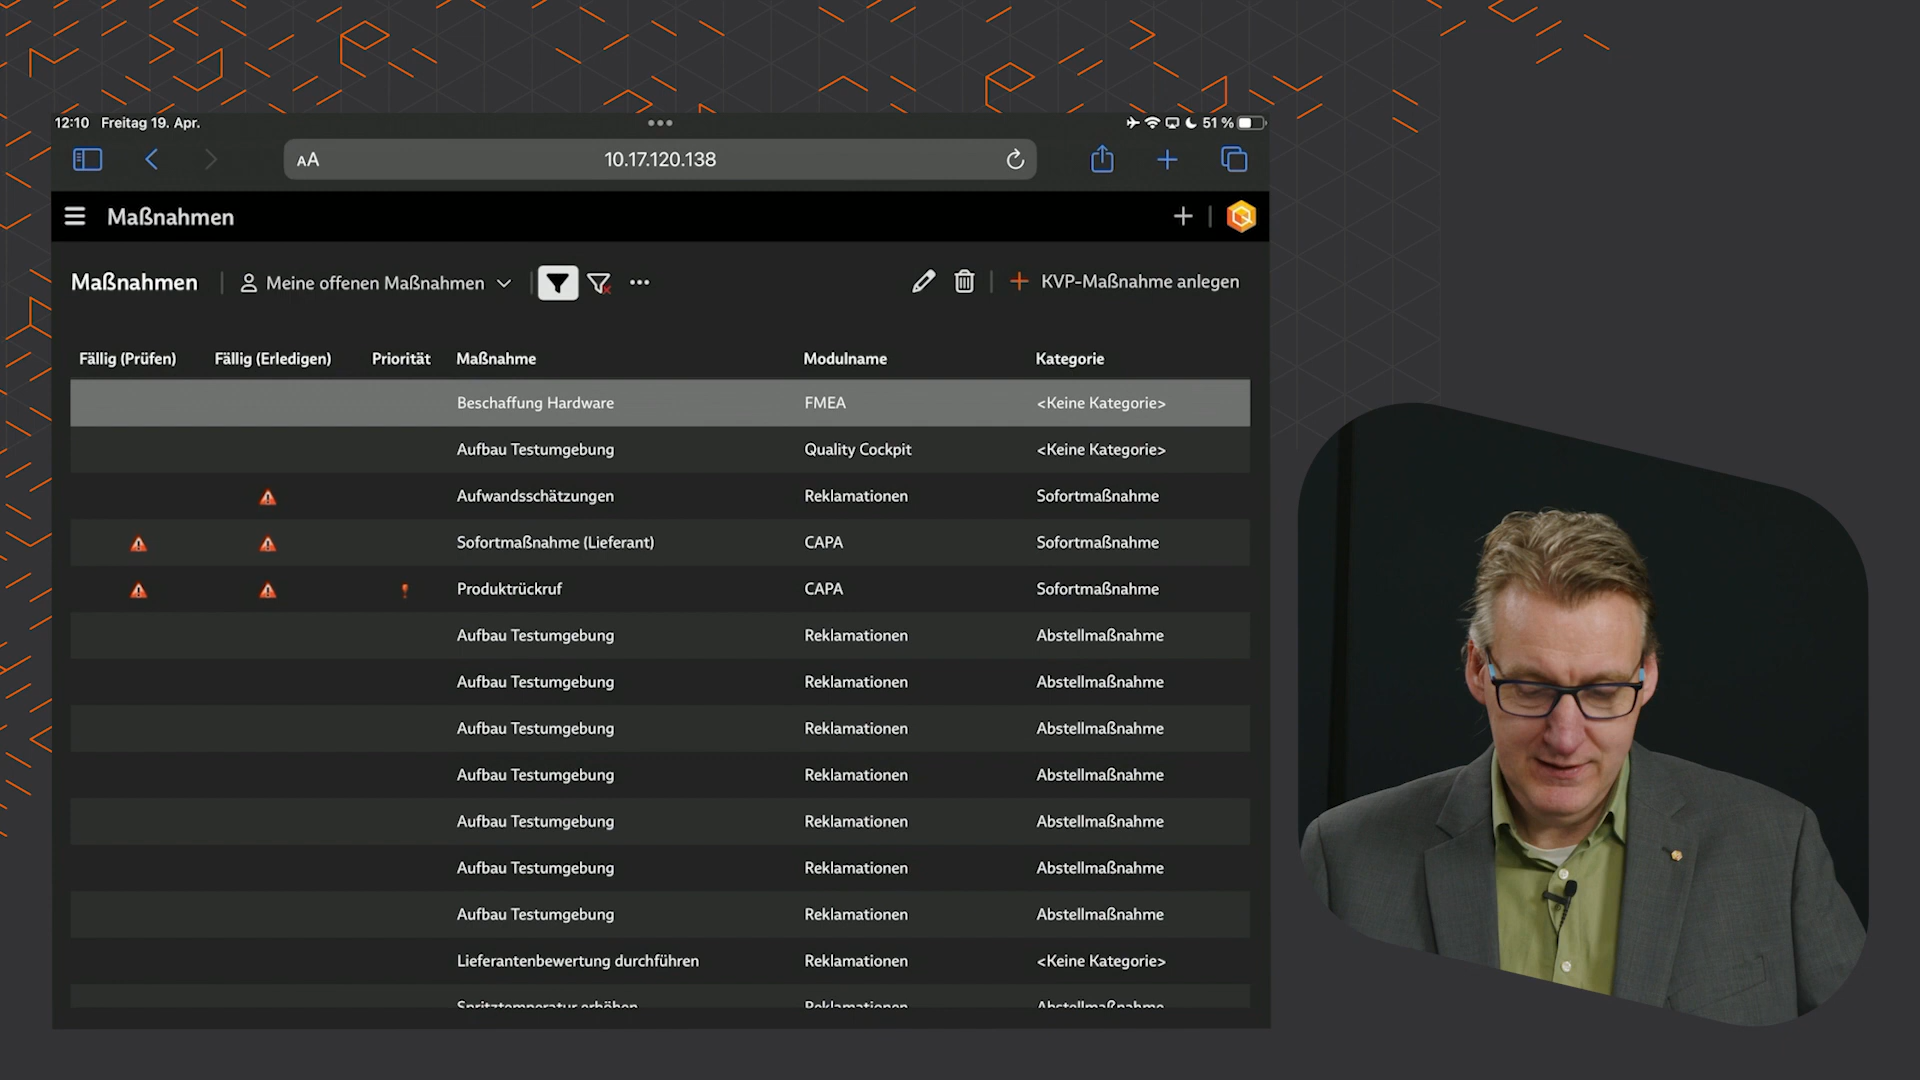 12:10 Freitag 19. Apr. 51 %
AA 10.17.120.138
Maßnahmen
Maßnahmen Meine offenen Maßnahmen KVP-Maßnahme anlegen
Fällig (Prüfen) Fällig (Erledigen) Priorität Maßnahme Modulname Kategorie
Beschaffung Hardware FMEA <Keine Kategorie>
Aufbau Testumgebung Quality Cockpit <Keine Kategorie>
Aufwandsschätzungen Reklamationen Sofortmaßnahme
Sofortmaßnahme (Lieferant) CAPA Sofortmaßnahme
Produktrückruf CAPA Sofortmaßnahme
Aufbau Testumgebung Reklamationen Abstellmaßnahme
Aufbau Testumgebung Reklamationen Abstellmaßnahme
Aufbau Testumgebung Reklamationen Abstellmaßnahme
Aufbau Testumgebung Reklamationen Abstellmaßnahme
Aufbau Testumgebung Reklamationen Abstellmaßnahme
Aufbau Testumgebung Reklamationen Abstellmaßnahme
Aufbau Testumgebung Reklamationen Abstellmaßnahme
Lieferantenbewertung durchführen Reklamationen <Keine Kategorie>
Spritztemperatur erhöhen Reklamationen Abstellmaßnahme